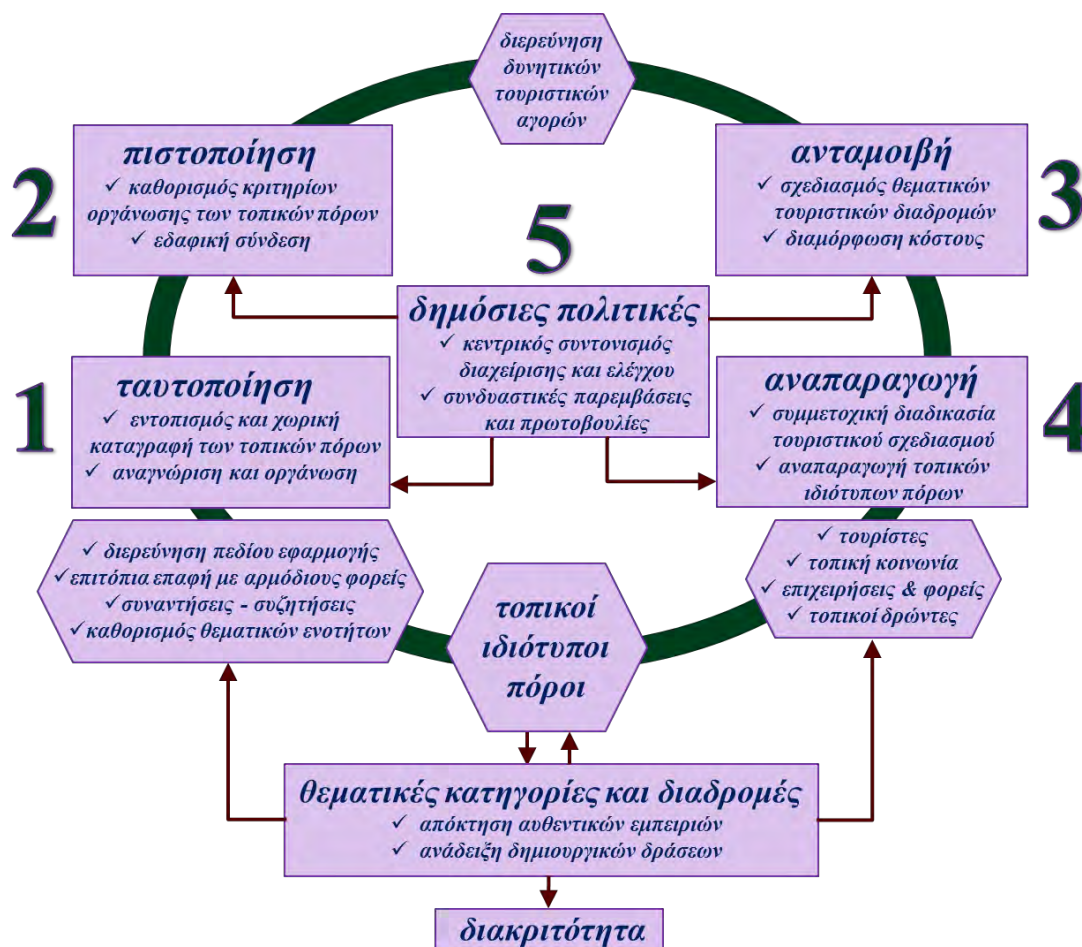 διερεύνηση
δυνητικών
τουριστικών
αγορών
2
πιστοποίηση
✓ καθορισμός κριτηρίων
οργάνωσης των τοπικών πόρων
✓ εδαφική σύνδεση
ανταμοιβή
✓ σχεδιασμός θεματικών
τουριστικών διαδρομών
✓ διαμόρφωση κόστους
3
5
δημόσιες πολιτικές
✓ κεντρικός συντονισμός
διαχείρισης και ελέγχου
✓ συνδυαστικές παρεμβάσεις
και πρωτοβουλίες
1
ταυτοποίηση
✓ εντοπισμός και χωρική
καταγραφή των τοπικών πόρων
✓ αναγνώριση και οργάνωση
αναπαραγωγή
✓ συμμετοχική διαδικασία
τουριστικού σχεδιασμού
✓ αναπαραγωγή τοπικών
ιδιότυπων πόρων
4
✓ διερεύνηση πεδίου εφαρμογής
✓ επιτόπια επαφή με αρμόδιους φορείς
✓ συναντήσεις - συζητήσεις
✓ καθορισμός θεματικών ενοτήτων
τοπικοί
ιδιότυποι
πόροι
✓ τουρίστες
✓ τοπική κοινωνία
✓ επιχειρήσεις & φορείς
✓ τοπικοί δρώντες
θεματικές κατηγορίες και διαδρομές
✓ απόκτηση αυθεντικών εμπειριών
✓ ανάδειξη δημιουργικών δράσεων
διακριτότητα